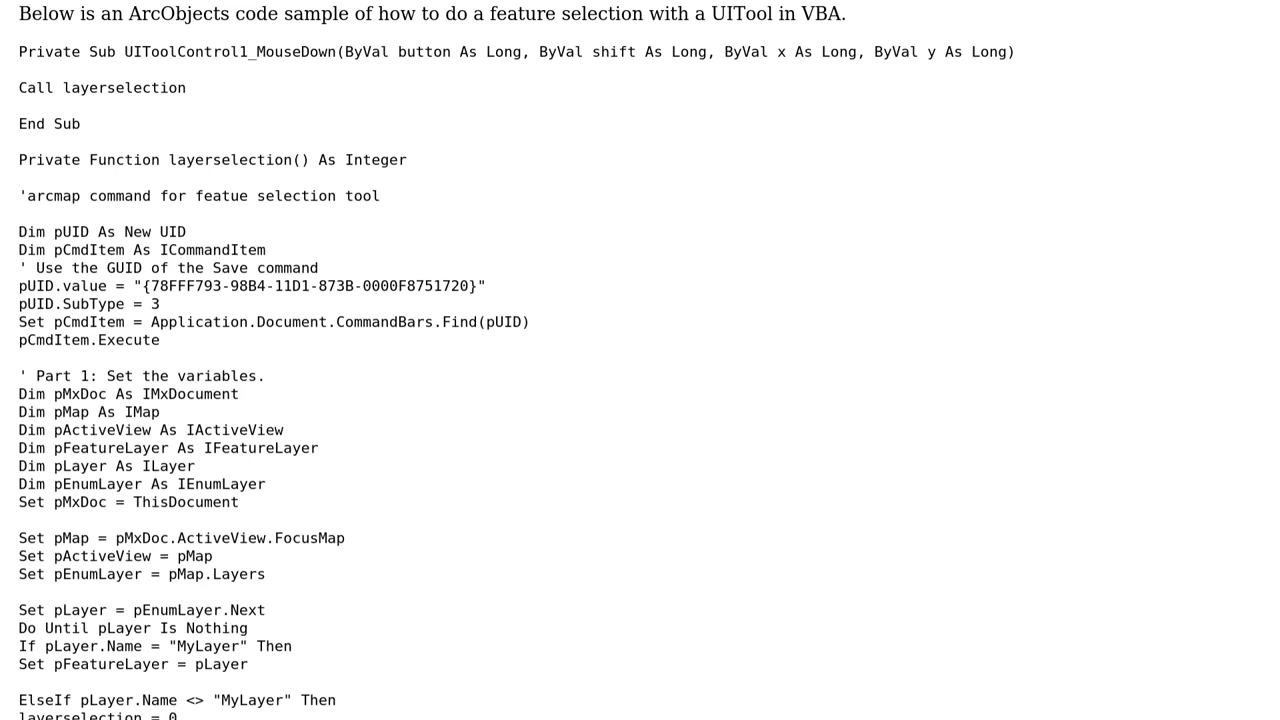 Below is an ArcObjects code sample of how to do a feature selection with a UITool in VBA.
Private Sub UIToolControl1_MouseDown(ByVal button As Long, ByVal shift As Long, ByVal x As Long, ByVal y As Long)
Call layerselection
End Sub
Private Function layerselection() As Integer
'arcmap command for featue selection tool
Dim pUID As New UID
Dim pCmdItem As ICommandItem
' Use the GUID of the Save command
pUID.value = "{78FFF793-98B4-11D1-873B-0000F8751720}"
pUID.SubType = 3
Set pCmdItem = Application.Document.CommandBars.Find(pUID)
pCmdItem.Execute
' Part 1: Set the variables.
Dim pMxDoc As IMxDocument
Dim pMap As IMap
Dim pActiveView As IActiveView
Dim pFeatureLayer As IFeatureLayer
Dim pLayer As ILayer
Dim pEnumLayer As IEnumLayer
Set pMxDoc = ThisDocument
Set pMap = pMxDoc.ActiveView.FocusMap
Set pActiveView = pMap
Set pEnumLayer = pMap.Layers
Set pLayer = pEnumLayer.Next
Do Until pLayer Is Nothing
If pLayer.Name = "MyLayer" Then
Set pFeatureLayer = pLayer
ElseIf pLayer.Name <> "MyLayer" Then
layerselection = 0